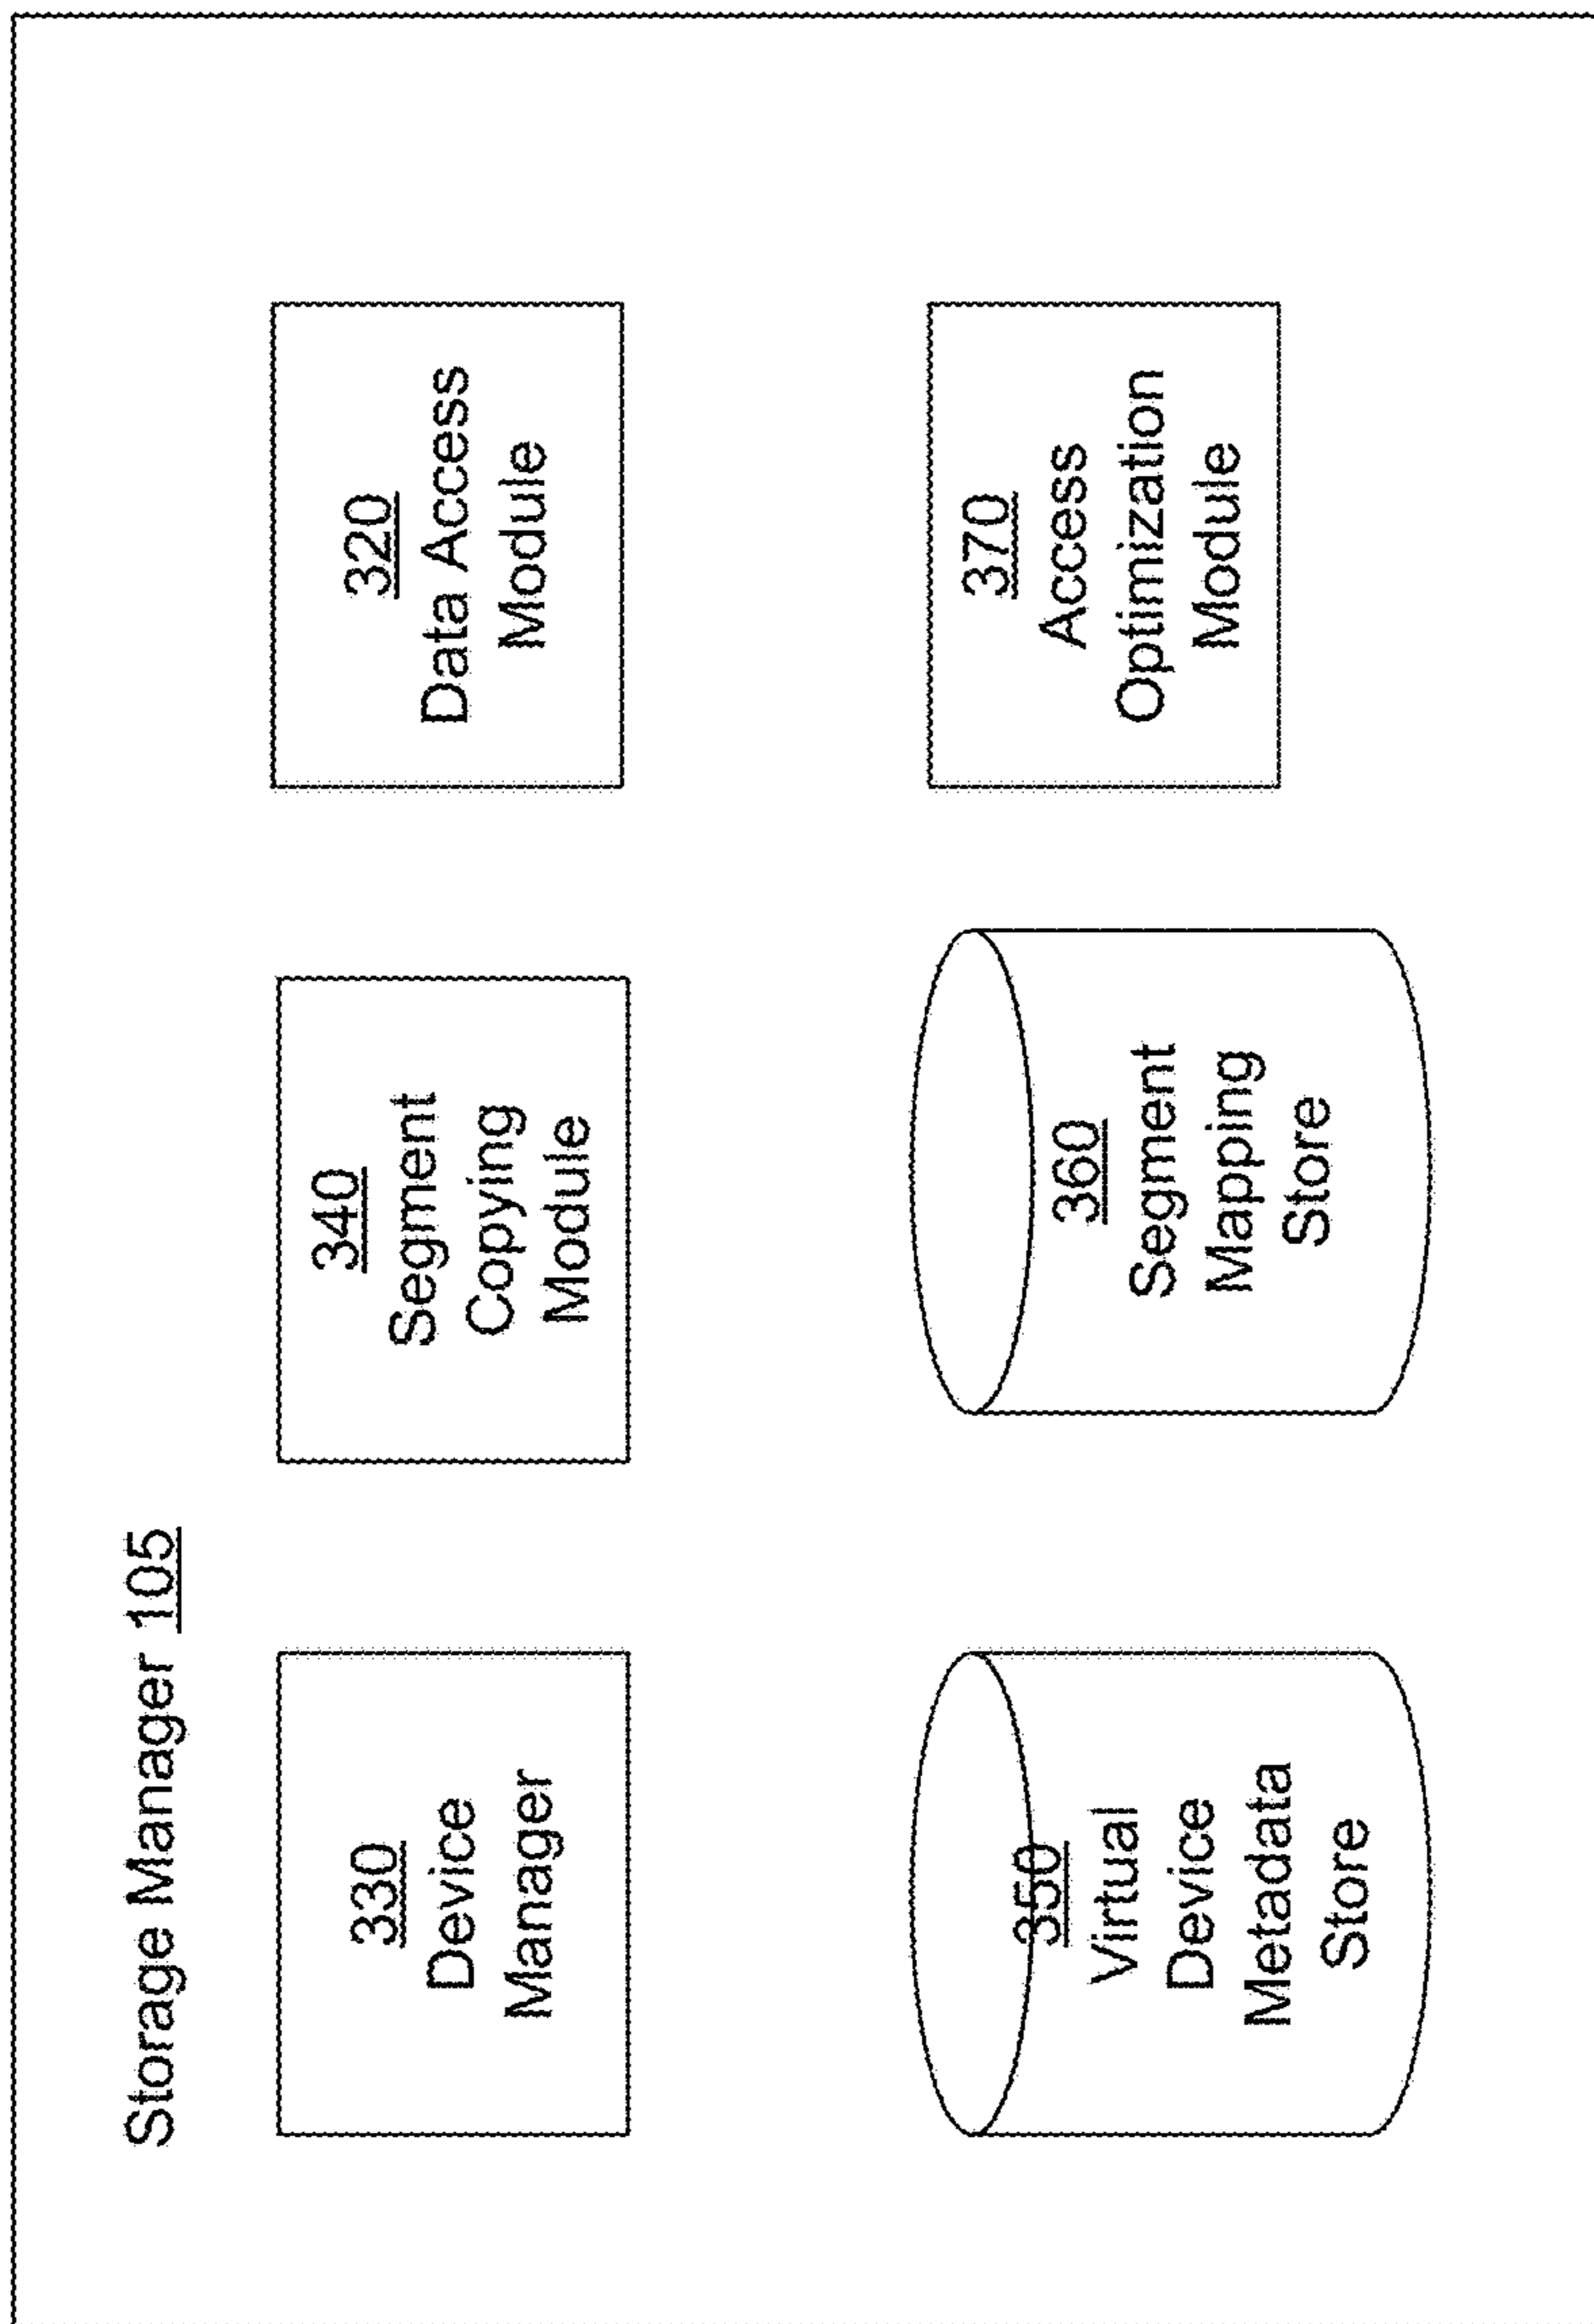 Storage Manager 105
330
Device
Manager
340
Segment
Copying
Module
320
Data Access
Module
350
Virtual
Device
Metadata
Store
360
Segment
Mapping
Store
370
Access
Optimization
Module